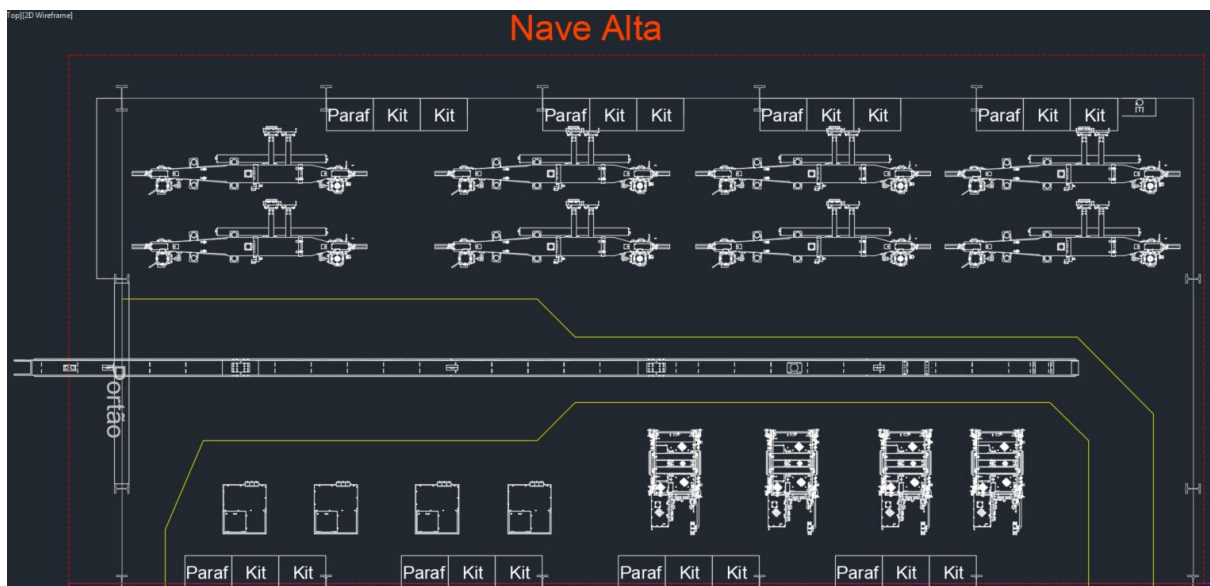 Top][2D Wireframe]
Nave Alta
Paraf Kit Kit Paraf Kit Kit Paraf Kit Kit Paraf Kit Kit QE
Portão
Paraf Kit Kit Paraf Kit Kit Paraf Kit Kit Paraf Kit Kit